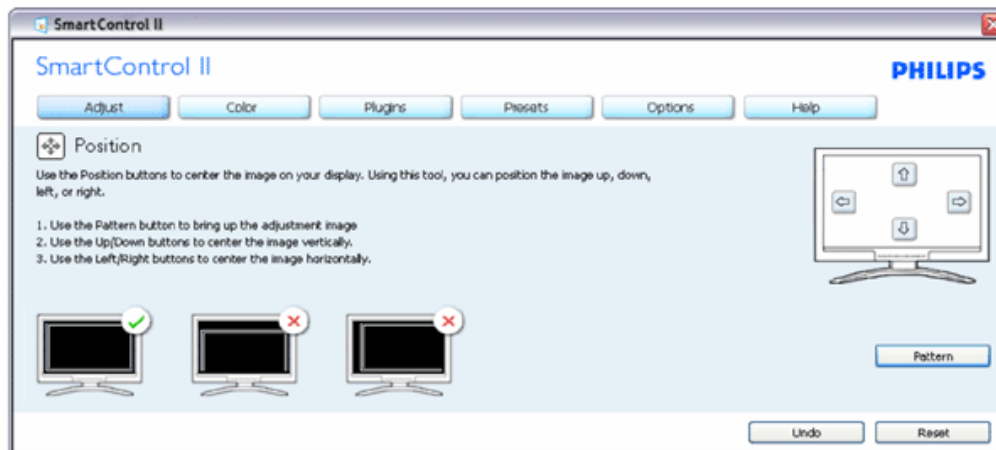 SmartControl II
SmartControl II
PHILIPS
Adjust Color Plugins Presets Options Help
Position
Use the Position buttons to center the image on your display. Using this tool, you can position the image up, down,
left, or right.
1. Use the Pattern button to bring up the adjustment image
2. Use the Up/Down buttons to center the image vertically.
3. Use the Left/Right buttons to center the image horizontally.
Pattern
Undo Reset